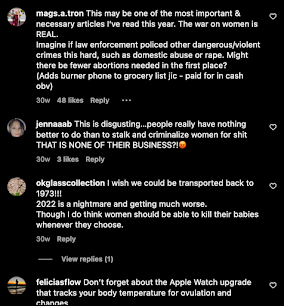 mags.a.tron This may be one of the most important &
necessary articles I've read this year. The war on women is
REAL.
Imagine if law enforcement policed other dangerous/violent
crimes this hard, such as domestic abuse or rape. Might
there be fewer abortions needed in the first place?
(Adds burner phone to grocery list jic - paid for in cash
obv)
30w 48 likes Reply ...
jennaaab This is disgusting...people really have nothing
better to do than to stalk and criminalize women for shit
THAT IS NONE OF THEIR BUSINESS?!😡
30w 3 likes Reply
okglasscollection I wish we could be transported back to
1973!!!
2022 is a nightmare and getting much worse.
Though I do think women should be able to kill their babies
whenever they choose.
30w Reply
View replies (1)
feliciasflow Don't forget about the Apple Watch upgrade
that tracks your body temperature for ovulation and
changes